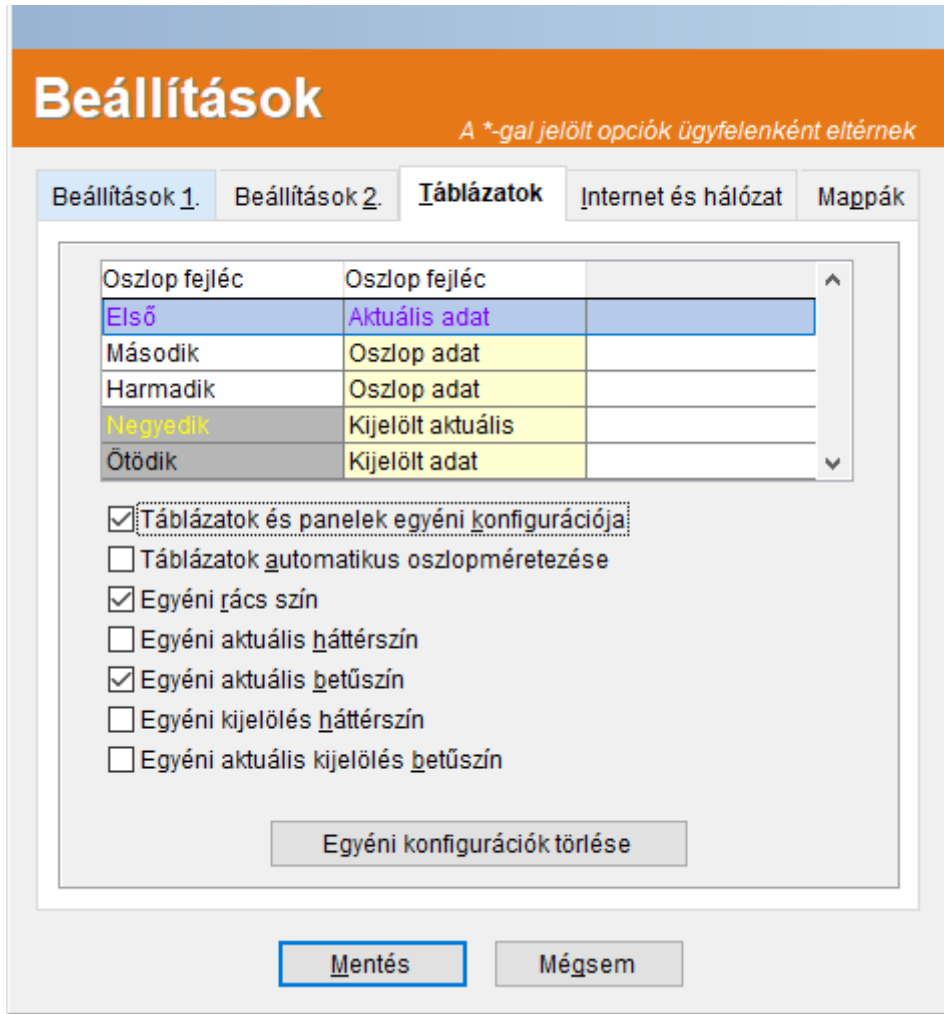 Beállítások
A *-gal jelölt opciók ügyfelenként eltérnek
Beállítások 1. Beállítások 2. Táblázatok Internet és hálózat Mappák
Oszlop fejléc Oszlop fejléc
Első Aktuális adat
Második Oszlop adat
Harmadik Oszlop adat
Negyedik Kijelölt aktuális
Ötödik Kijelölt adat
Táblázatok és panelek egyéni konfigurációja
Táblázatok automatikus oszlopméretezése
Egyéni rács szín
Egyéni aktuális háttérszín
Egyéni aktuális betűszín
Egyéni kijelölés háttérszín
Egyéni aktuális kijelölés betűszín
Egyéni konfigurációk törlése
Mentés Mégsem